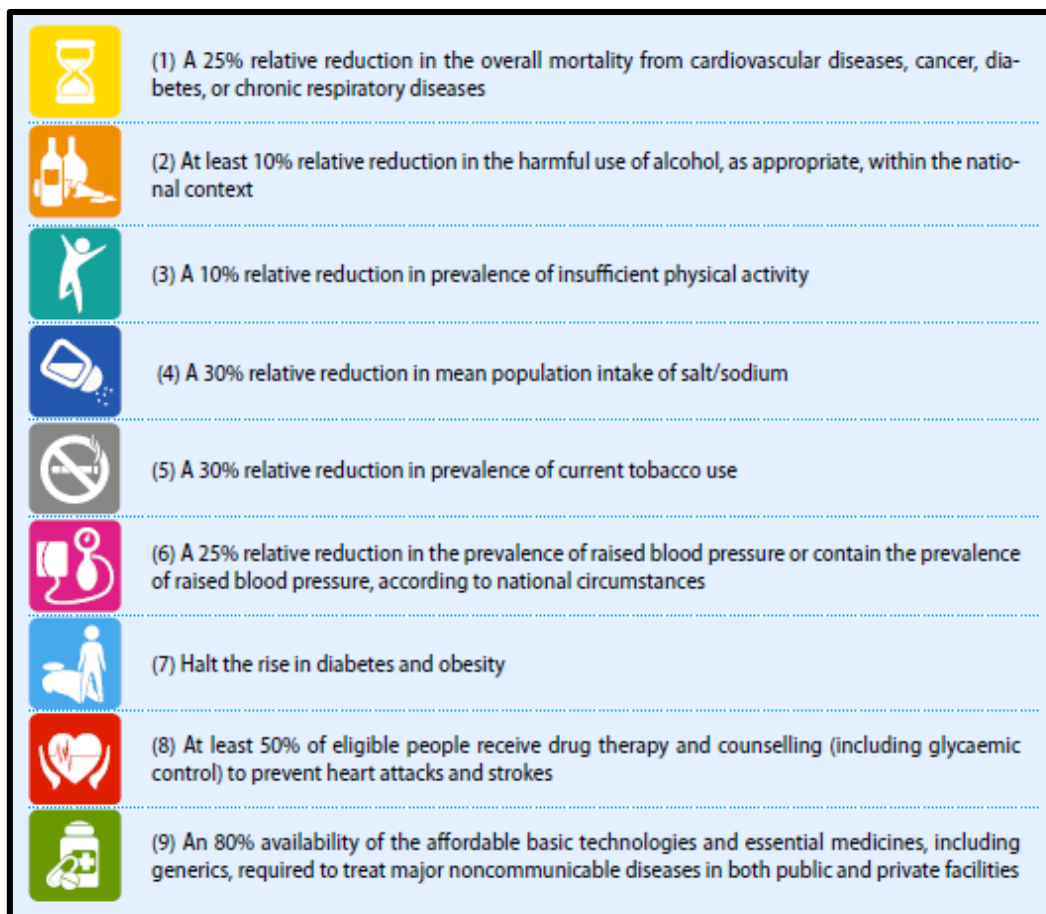 (1) A 25% relative reduction in the overall mortality from cardiovascular diseases, cancer, dia-
betes, or chronic respiratory diseases
(2) At least 10% relative reduction in the harmful use of alcohol, as appropriate, within the natio-
nal context
(3) A 10% relative reduction in prevalence of insufficient physical activity
(4) A 30% relative reduction in mean population intake of salt/sodium
(5) A 30% relative reduction in prevalence of current tobacco use
(6) A 25% relative reduction in the prevalence of raised blood pressure or contain the prevalence
of raised blood pressure, according to national circumstances
(7) Halt the rise in diabetes and obesity
(8) At least 50% of eligible people receive drug therapy and counselling (including glycaemic
control) to prevent heart attacks and strokes
(9) An 80% availability of the affordable basic technologies and essential medicines, including
generics, required to treat major noncommunicable diseases in both public and private facilities